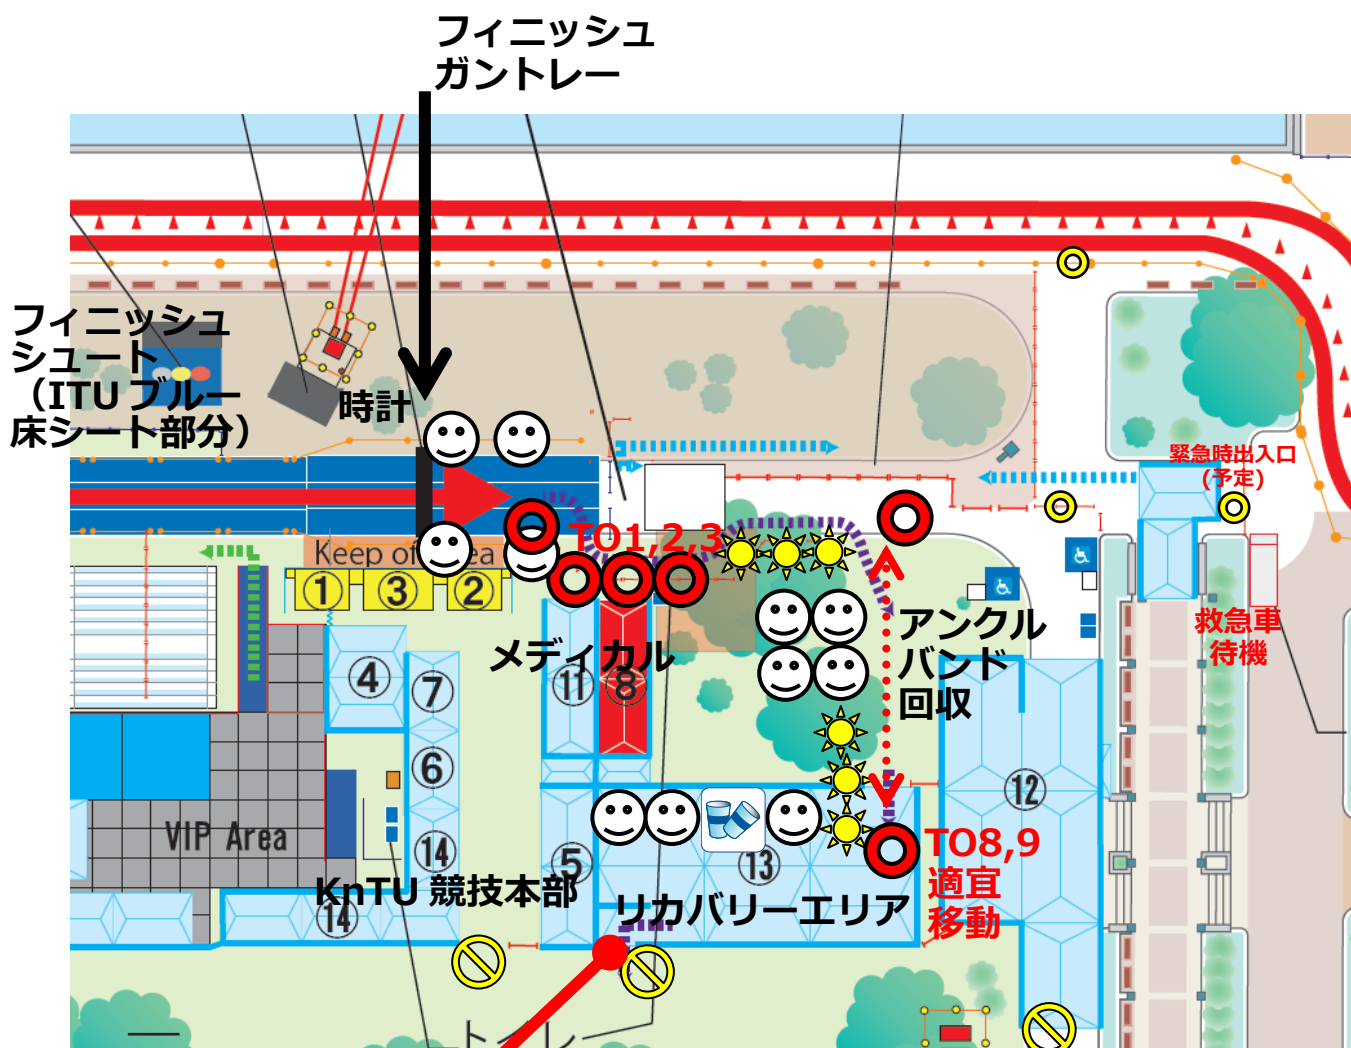 フィニッシュ
ガントレー
フィニッシュ
シュート
（ITU ブルー
床シート部分）
時計
緊急時出入口
(予定)
TO1,2,3
Keep of
ea
① ③ ②
救急車
待機
アンクル
バンド
回収
メディカル
④ ⑦ ⑪ ⑧
⑥
⑫
VIP Area
⑭ ⑤ ⑬
TO8,9
適宜
移動
KnTU 競技本部
リカバリーエリア
⑭
トイレ